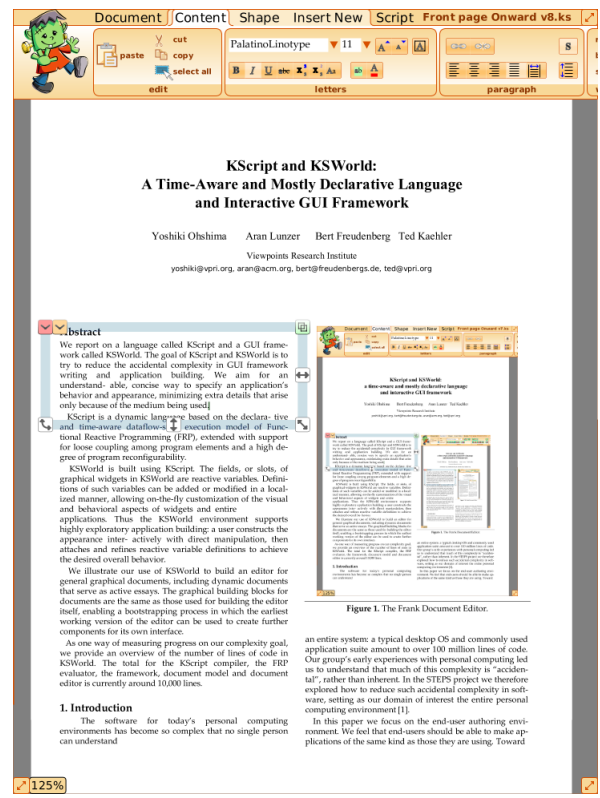 Document Content Shape Insert New Script Front page Onward v8.ks
paste
cut
copy
select all
edit
PalatinoLinotype 11
A A A
B I U abc x x Aa ab A
letters
S
paragraph
KScript and KSWorld:
A Time-Aware and Mostly Declarative Language
and Interactive GUI Framework
Yoshiki Ohshima Aran Lunzer Bert Freudenberg Ted Kaehler
Viewpoints Research Institute
yoshiki@vpri.org, aran@acm.org, bert@freudenbergs.de, ted@vpri.org
Abstract
We report on a language called KScript and a GUI frame-
work called KSWorld. The goal of KScript and KSWorld is to
try to reduce the accidental complexity in GUI framework
writing and application building. We aim for an
understand- able, concise way to specify an application's
behavior and appearance, minimizing extra details that arise
only because of the medium being used
KScript is a dynamic language based on the declara- tive
and time-aware dataflow-s execution model of Func-
tional Reactive Programming (FRP), extended with support
for loose coupling among program elements and a high de-
gree of program reconfigurability.
KSWorld is built using KScript. The fields, or slots, of
graphical widgets in KSWorld are reactive variables. Defini-
tions of such variables can be added or modified in a local-
ized manner, allowing on-the-fly customization of the visual
and behavioral aspects of widgets and entire
applications. Thus the KSWorld environment supports
highly exploratory application building: a user constructs the
appearance inter- actively with direct manipulation, then
attaches and refines reactive variable definitions to achieve
the desired overall behavior.
We illustrate our use of KSWorld to build an editor for
general graphical documents, including dynamic documents
that serve as active essays. The graphical building blocks for
documents are the same as those used for building the editor
itself, enabling a bootstrapping process in which the earliest
working version of the editor can be used to create further
components for its own interface.
As one way of measuring progress on our complexity goal,
we provide an overview of the number of lines of code in
KSWorld. The total for the KScript compiler, the FRP
evaluator, the framework, document model and document
editor is currently around 10,000 lines.
1. Introduction
The software for today's personal computing
environments has become so complex that no single person
can understand
KScript and KSWorld:
a time-aware and mostly declarative language
and interactive GUI framework
Figure 1. The Frank Document Editor.
an entire system: a typical desktop OS and commonly used
application suite amount to over 100 million lines of code.
Our group's early experiences with personal computing led
us to understand that much of this complexity is "acciden-
tal", rather than inherent. In the STEPS project we therefore
explored how to reduce such accidental complexity in soft-
ware, setting as our domain of interest the entire personal
computing environment [1].
In this paper we focus on the end-user authoring envi-
ronment. We feel that end-users should be able to make ap-
plications of the same kind as those they are using. Toward
125%